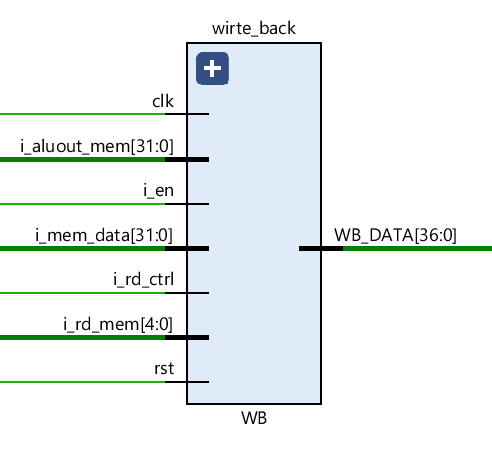 wirte_back
clk
i_aluout_mem[31:0]
i_en
i_mem_data[31:0]
WB_DATA[36:0]
i_rd_ctrl
i_rd_mem[4:0]
rst
WB